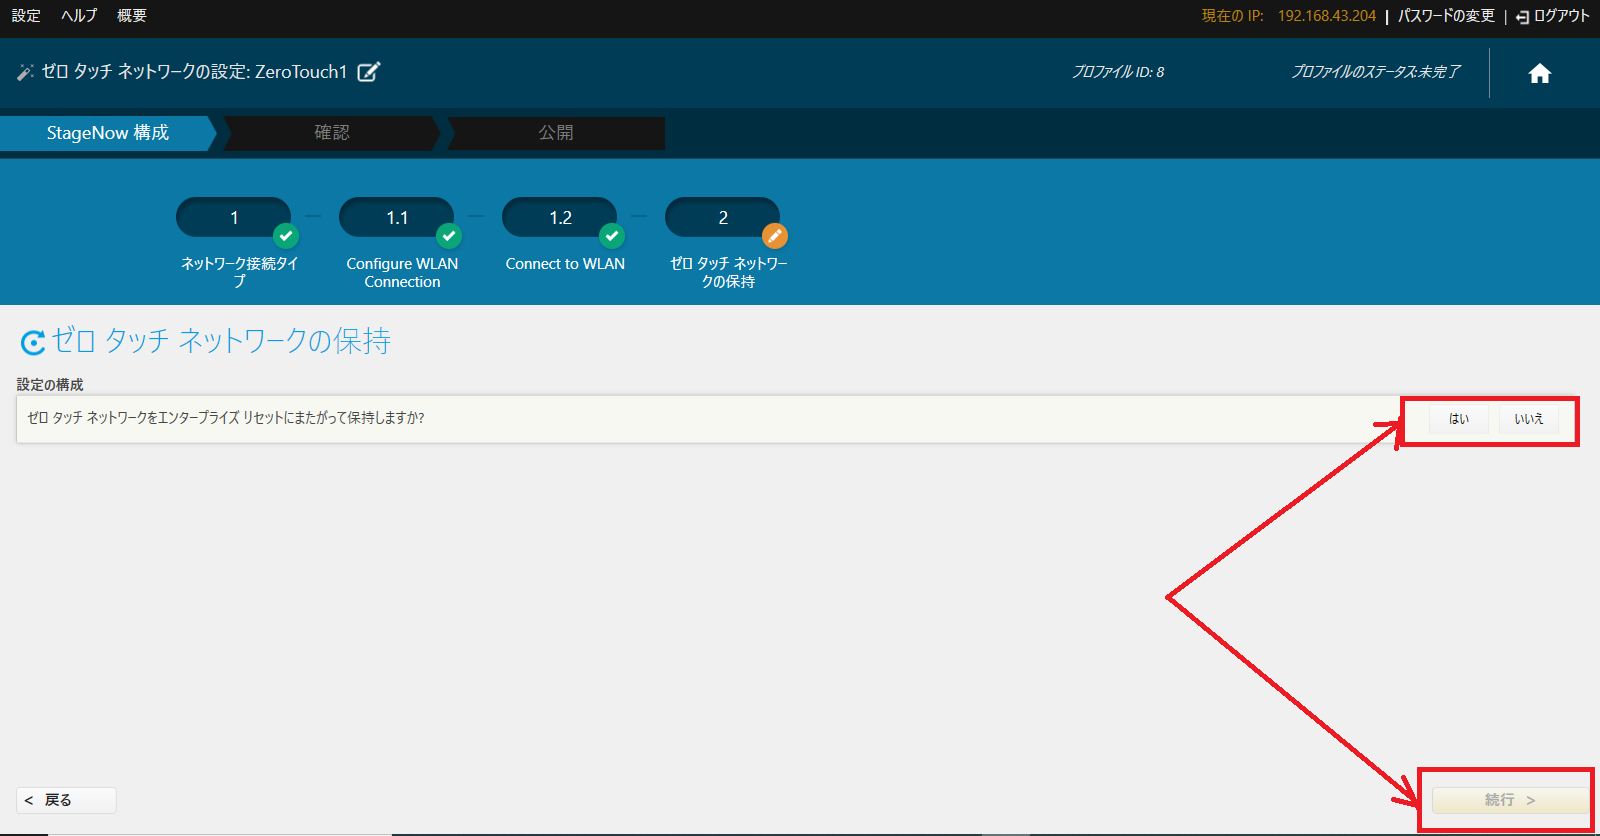 設定 ヘルプ 概要
現在の IP: 192.168.43.204 | パスワードの変更 | ログアウト
ゼロ タッチ ネットワークの設定: ZeroTouch1
プロファイル ID: 8
プロファイルのステータス:未完了
StageNow 構成
確認
公開
1
1.1
1.2
2
ネットワーク接続タイ
プ
Configure WLAN
Connection
Connect to WLAN
ゼロ タッチ ネットワー
クの保持
ゼロ タッチ ネットワークの保持
設定の構成
ゼロ タッチ ネットワークをエンタープライズ リセットにまたがって保持しますか?
はい
いいえ
< 戻る
続行 >